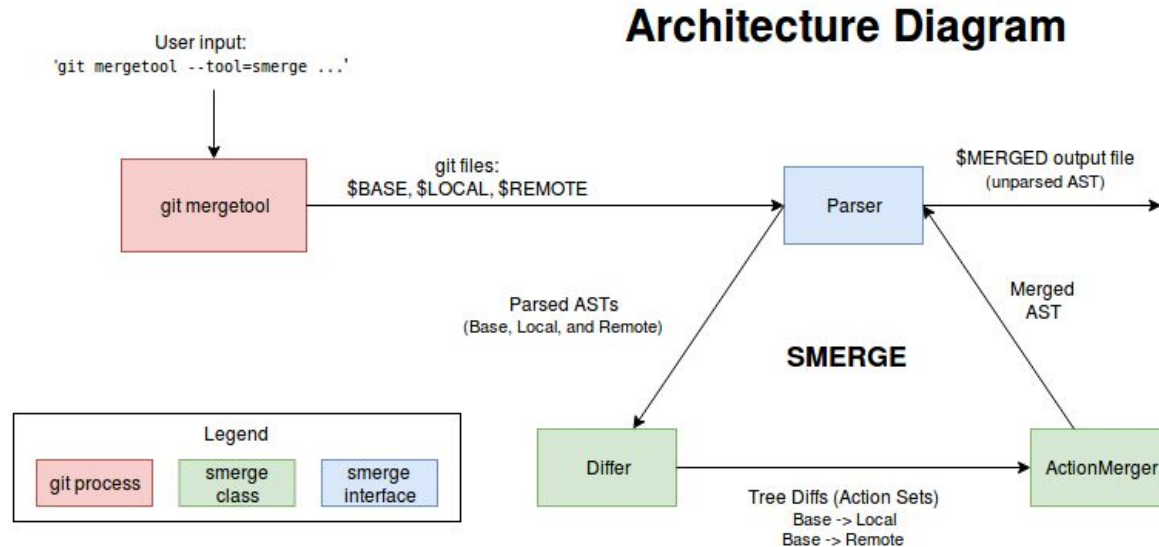 Architecture Diagram
User input:
'git mergetool --tool=smerge ...'
git files:
$BASE, $LOCAL, $REMOTE
$MERGED output file
(unparsed AST)
git mergetool
Parser
Parsed ASTs
(Base, Local, and Remote)
Merged
AST
SMERGE
Legend
git process
smerge
class
smerge
interface
Differ
ActionMerger
Tree Diffs (Action Sets)
Base -> Local
Base -> Remote